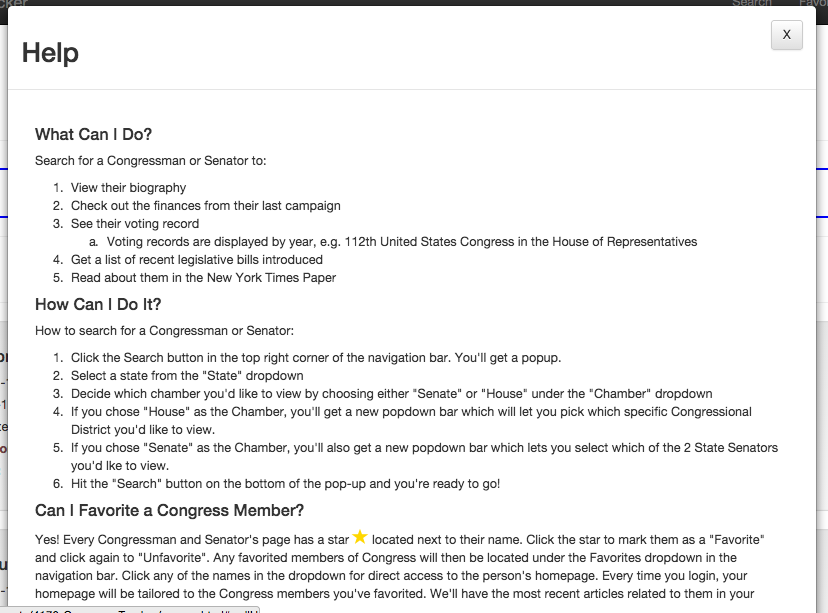 cker
Search
Favor
Help
X
What Can I Do?
Search for a Congressman or Senator to:
1. View their biography
2. Check out the finances from their last campaign
3. See their voting record
a. Voting records are displayed by year, e.g. 112th United States Congress in the House of Representatives
4. Get a list of recent legislative bills introduced
5. Read about them in the New York Times Paper
How Can I Do It?
How to search for a Congressman or Senator:
1. Click the Search button in the top right corner of the navigation bar. You'll get a popup.
2. Select a state from the "State" dropdown
3. Decide which chamber you'd like to view by choosing either "Senate" or "House" under the "Chamber" dropdown
4. If you chose "House" as the Chamber, you'll get a new popdown bar which will let you pick which specific Congressional
District you'd like to view.
5. If you chose "Senate" as the Chamber, you'll also get a new popdown bar which lets you select which of the 2 State Senators
you'd lke to view.
6. Hit the "Search" button on the bottom of the pop-up and you're ready to go!
Can I Favorite a Congress Member?
Yes! Every Congressman and Senator's page has a star ★ located next to their name. Click the star to mark them as a "Favorite"
and click again to "Unfavorite". Any favorited members of Congress will then be located under the Favorites dropdown in the
navigation bar. Click any of the names in the dropdown for direct access to the person's homepage. Every time you login, your
homepage will be tailored to the Congress members you've favorited. We'll have the most recent articles related to them in your